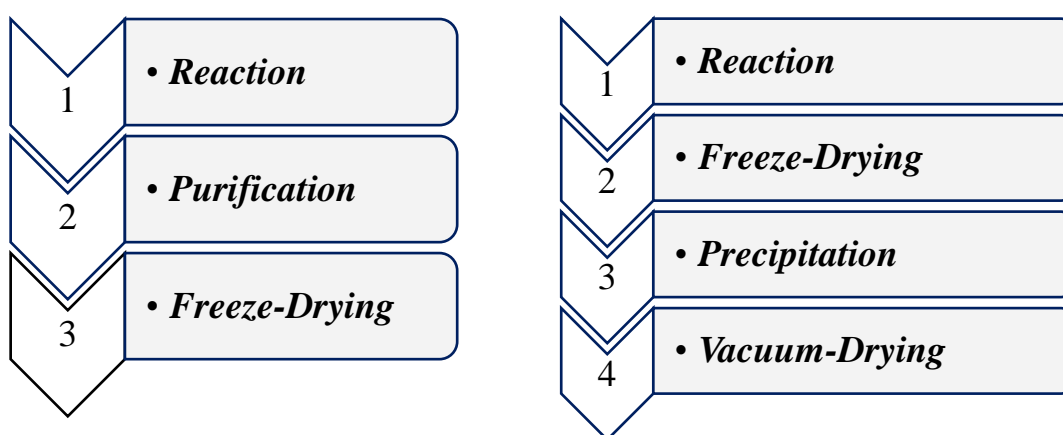 1
• Reaction
2
• Purification
3
• Freeze-Drying
1
• Reaction
2
• Freeze-Drying
3
• Precipitation
4
• Vacuum-Drying